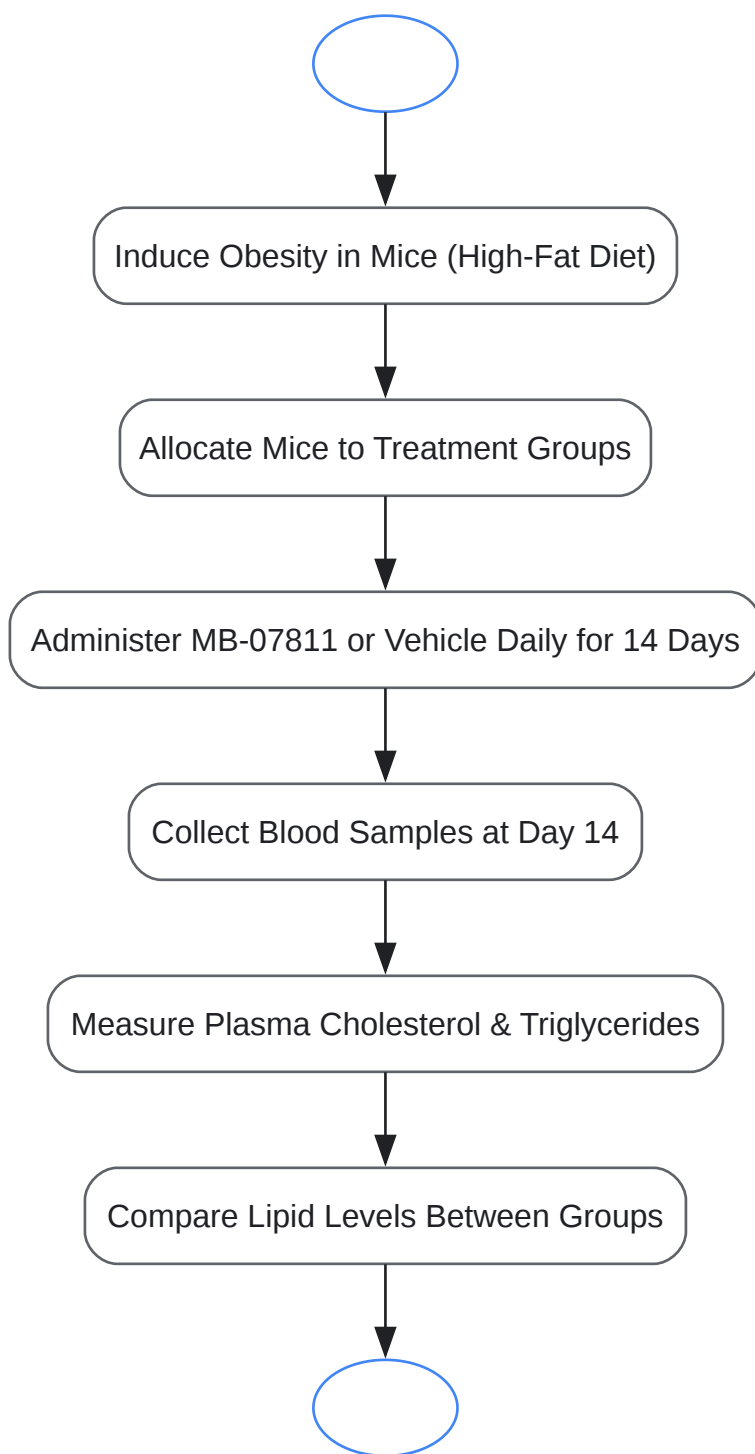 Induce Obesity in Mice (High-Fat Diet)
Allocate Mice to Treatment Groups
Administer MB-07811 or Vehicle Daily for 14 Days
Collect Blood Samples at Day 14
Measure Plasma Cholesterol & Triglycerides
Compare Lipid Levels Between Groups